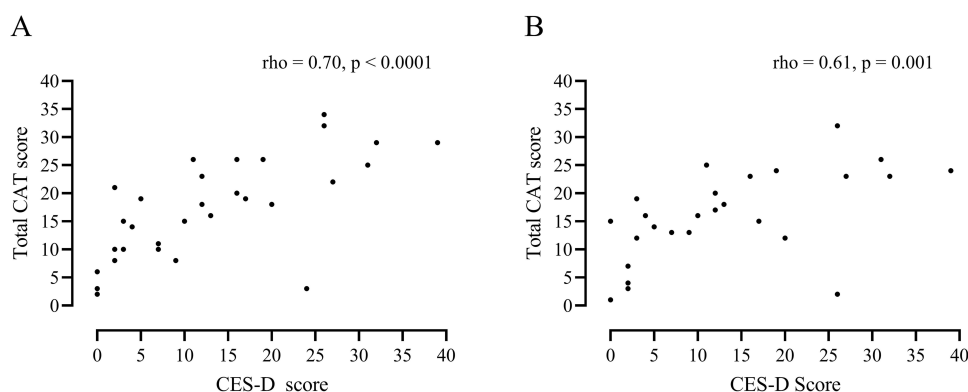 A
rho = 0.70, p < 0.0001
Total CAT score
40
35
30
25
20
15
10
5
0
0 5 10 15 20 25 30 35 40
CES-D score
B
rho = 0.61, p = 0.001
Total CAT score
40
35
30
25
20
15
10
5
0
0 5 10 15 20 25 30 35 40
CES-D Score